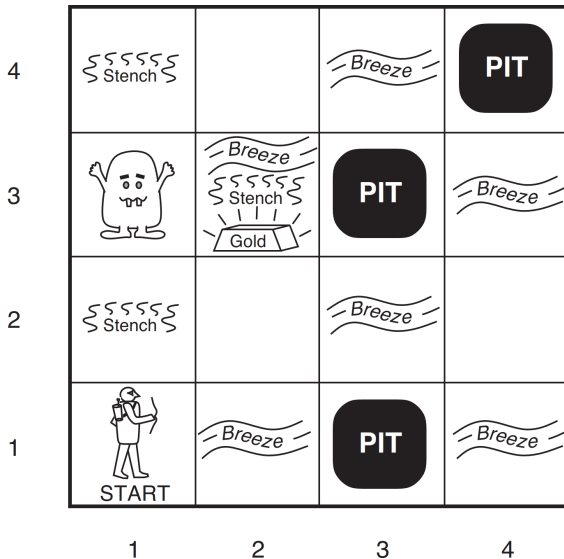 4
Stench
Breeze
PIT
3
Breeze
Stench
Gold
PIT
Breeze
2
Stench
Breeze
1
START
Breeze
PIT
Breeze
1 2 3 4